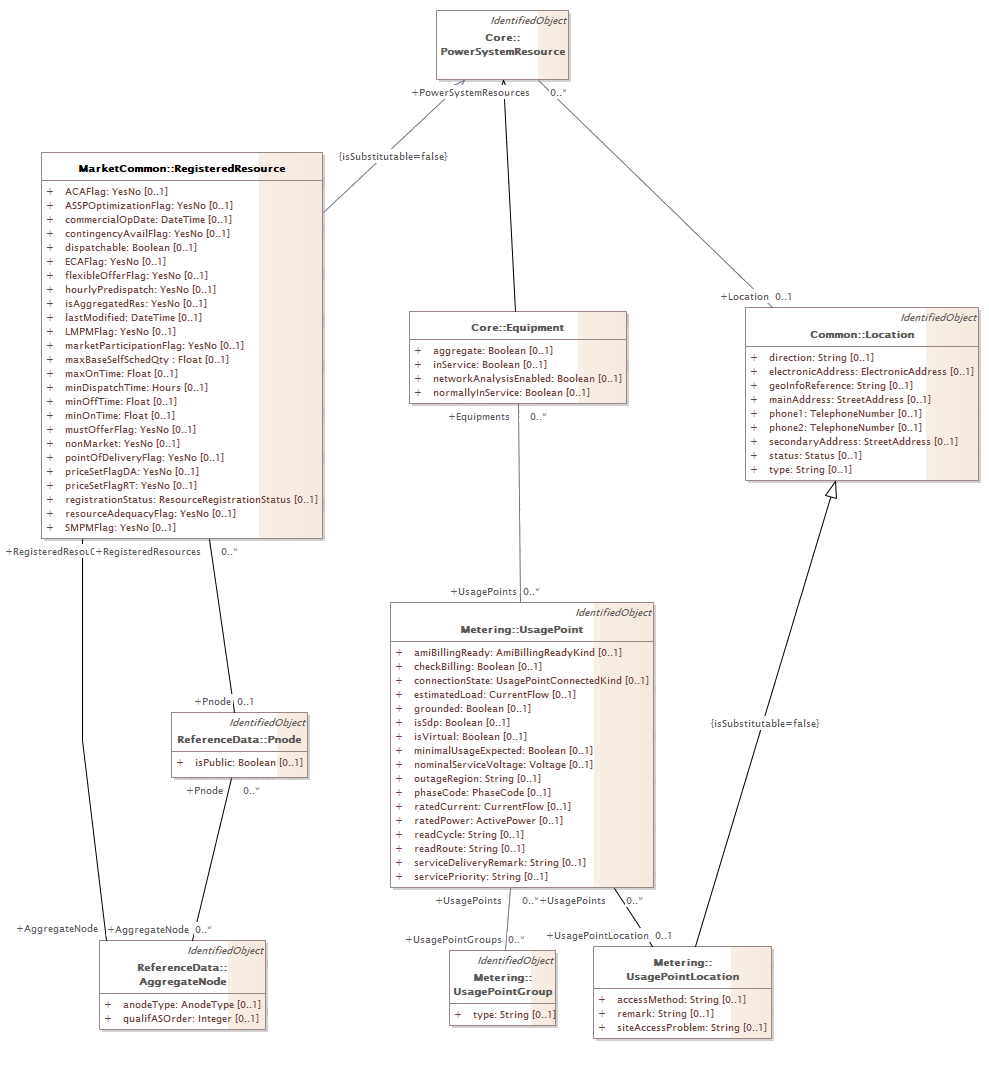 IdentifiedObject
Core::
PowerSystemResource
+PowerSystemResources 0..*
{isSubstitutable=false}
MarketCommon::RegisteredResource
+ ACAFlag: YesNo [0..1]
+ ASSPOptimizationFlag: YesNo [0..1]
+ commercialOpDate: DateTime [0..1]
+ contingencyAvailFlag: YesNo [0..1]
+ dispatchable: Boolean [0..1]
+ ECAFlag: YesNo [0..1]
+ flexibleOfferFlag: YesNo [0..1]
+ hourlyPredispatch: YesNo [0..1]
+ isAggregatedRes: YesNo [0..1]
+ lastModified: DateTime [0..1]
+ LMPMFlag: YesNo [0..1]
+ marketParticipationFlag: YesNo [0..1]
+ maxBaseSelfSchedQty : Float [0..1]
+ maxOnTime: Float [0..1]
+ minDispatchTime: Hours [0..1]
+ minOffTime: Float [0..1]
+ minOnTime: Float [0..1]
+ mustOfferFlag: YesNo [0..1]
+ nonMarket: YesNo [0..1]
+ pointOfDeliveryFlag: YesNo [0..1]
+ priceSetFlagDA: YesNo [0..1]
+ priceSetFlagRT: YesNo [0..1]
+ registrationStatus: ResourceRegistrationStatus [0..1]
+ resourceAdequacyFlag: YesNo [0..1]
+ SMPMFlag: YesNo [0..1]
+Location 0..1
IdentifiedObject
Common::Location
+ direction: String [0..1]
+ electronicAddress: ElectronicAddress [0..1]
+ geoInfoReference: String [0..1]
+ mainAddress: StreetAddress [0..1]
+ phone1: TelephoneNumber [0..1]
+ phone2: TelephoneNumber [0..1]
+ secondaryAddress: StreetAddress [0..1]
+ status: Status [0..1]
+ type: String [0..1]
Core::Equipment
+ aggregate: Boolean [0..1]
+ inService: Boolean [0..1]
+ networkAnalysisEnabled: Boolean [0..1]
+ normallyInService: Boolean [0..1]
+Equipments 0..*
+RegisteredResou
+RegisteredResources 0..*
+UsagePoints 0..*
IdentifiedObject
Metering::UsagePoint
+ amiBillingReady: AmiBillingReadyKind [0..1]
+ checkBilling: Boolean [0..1]
+ connectionState: UsagePointConnectedKind [0..1]
+ estimatedLoad: CurrentFlow [0..1]
+ grounded: Boolean [0..1]
+ isSdp: Boolean [0..1]
+ isVirtual: Boolean [0..1]
+ minimalUsageExpected: Boolean [0..1]
+ nominalServiceVoltage: Voltage [0..1]
+ outageRegion: String [0..1]
+ phaseCode: PhaseCode [0..1]
+ ratedCurrent: CurrentFlow [0..1]
+ ratedPower: ActivePower [0..1]
+ readCycle: String [0..1]
+ readRoute: String [0..1]
+ serviceDeliveryRemark: String [0..1]
+ servicePriority: String [0..1]
+Pnode 0..1
IdentifiedObject
ReferenceData::Pnode
+ isPublic: Boolean [0..1]
+Pnode 0..*
{isSubstitutable=false}
+UsagePoints 0..*
+UsagePoints 0..*
+AggregateNode
+AggregateNode 0..*
IdentifiedObject
ReferenceData::
AggregateNode
+ anodeType: AnodeType [0..1]
+ qualifASOrder: Integer [0..1]
+UsagePointGroups 0..*
IdentifiedObject
Metering::
UsagePointGroup
+ type: String [0..1]
+UsagePointLocation 0..1
Metering::
UsagePointLocation
+ accessMethod: String [0..1]
+ remark: String [0..1]
+ siteAccessProblem: String [0..1]